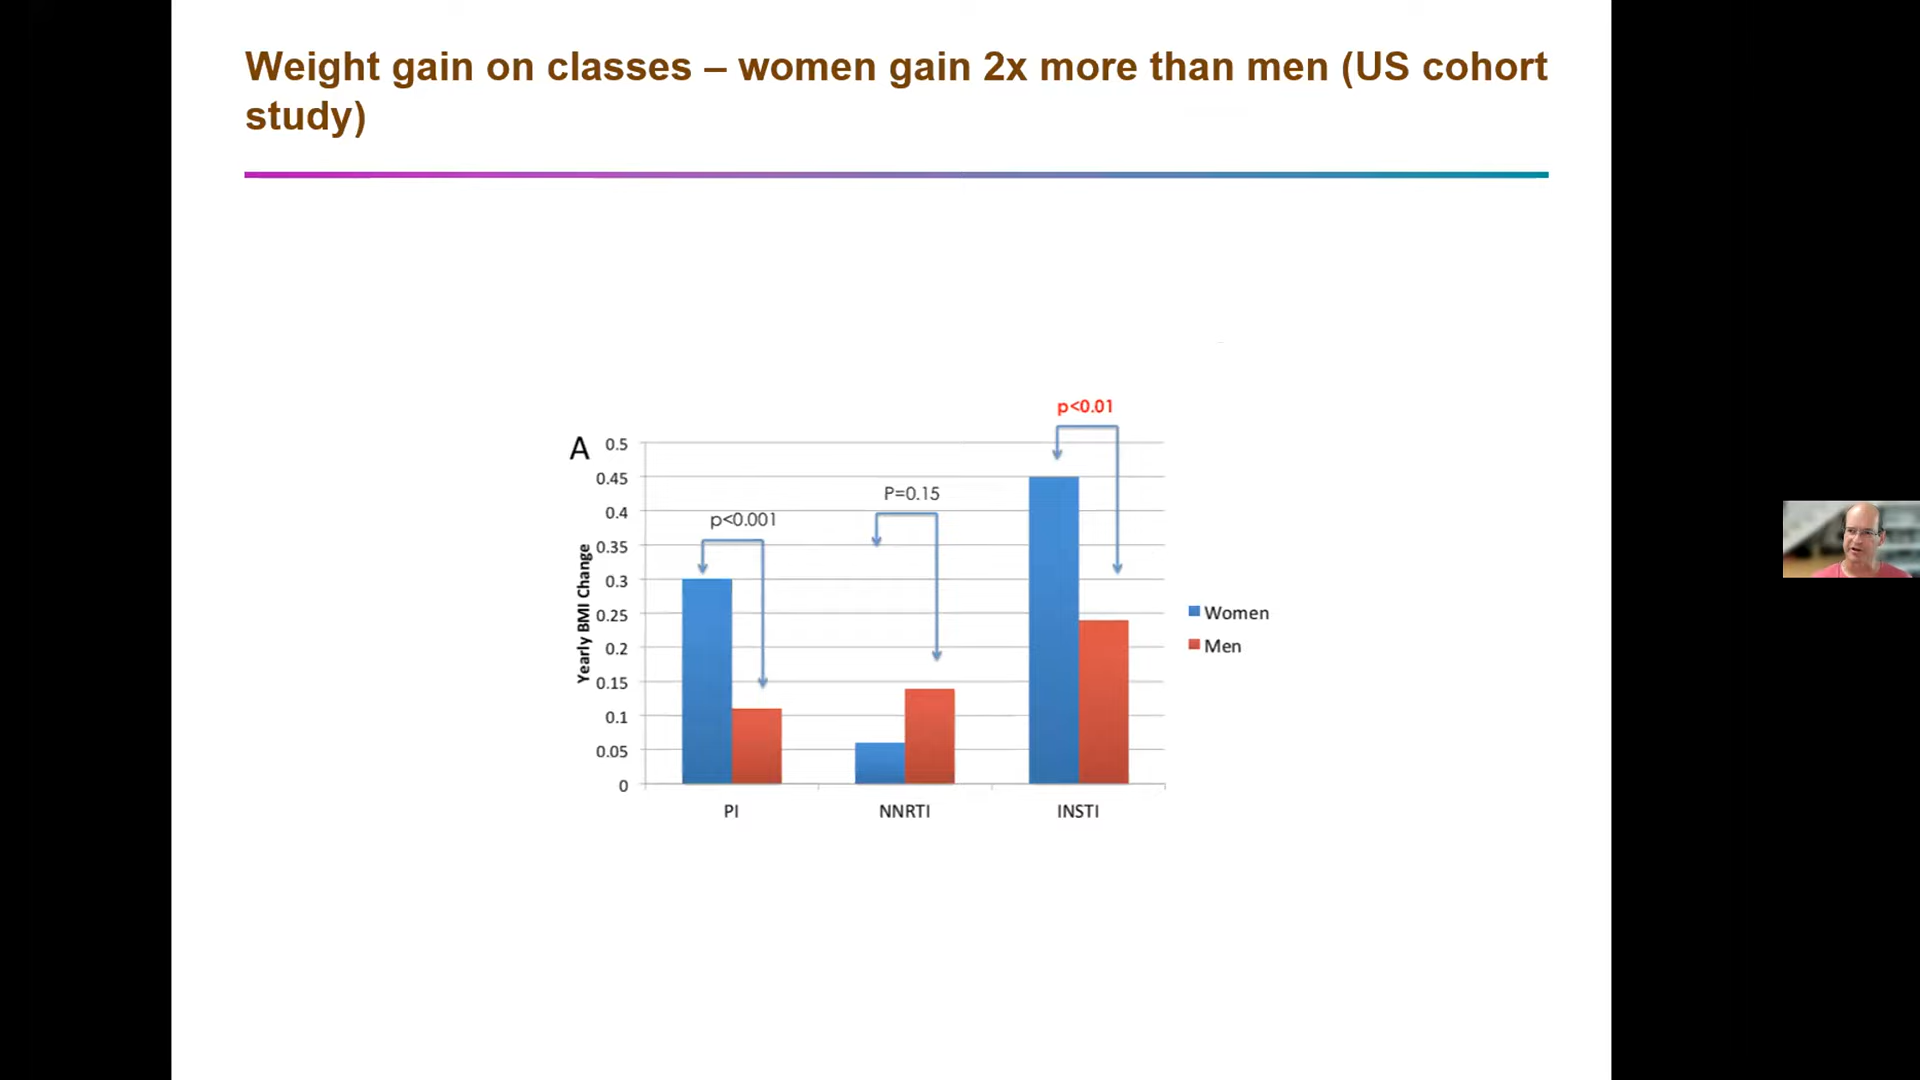 Weight gain on classes – women gain 2x more than men (US cohort
study)
p<0.01
A
0.5
0.45
P=0.15
0.4
p<0.001
0.35
0.3
0.25
0.2
0.15
0.1
0.05
0
Yearly BMI Change
PI
NNRTI
INSTI
Women
Men